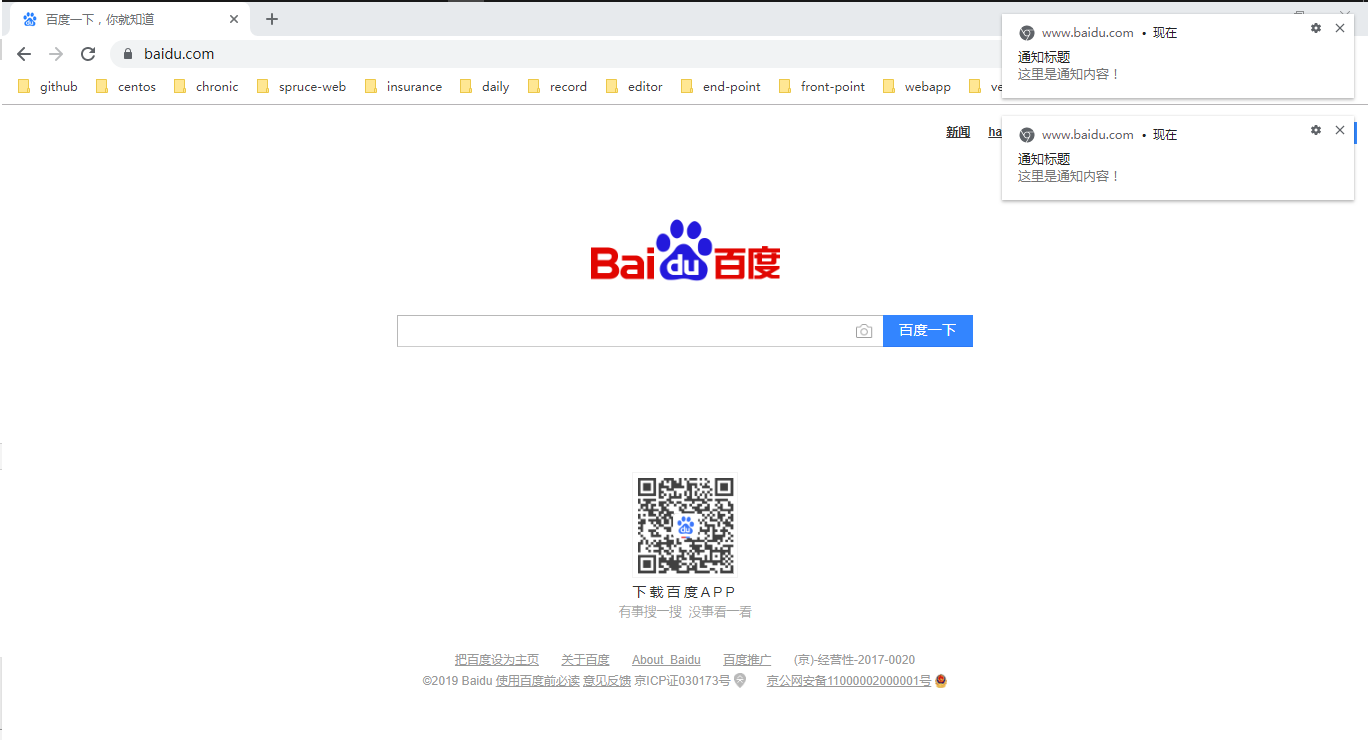 百度一下，你就知道
baidu.com
github centos chronic spruce-web insurance daily record editor end-point front-point webapp
www.baidu.com • 现在
通知标题
这里是通知内容！
新闻
www.baidu.com • 现在
通知标题
这里是通知内容！
Bai du 百度
百度一下
du
下载百度APP
有事搜一搜 没事看一看
把百度设为主页 关于百度 About Baidu 百度推广 (京)-经营性-2017-0020
©2019 Baidu 使用百度前必读 意见反馈 京ICP证030173号 京公网安备11000002000001号